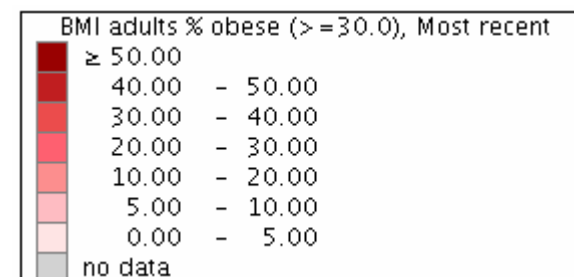 BMI adults % obese (>=30.0), Most recent
≥ 50.00
40.00 - 50.00
30.00 - 40.00
20.00 - 30.00
10.00 - 20.00
5.00 - 10.00
0.00 - 5.00
no data